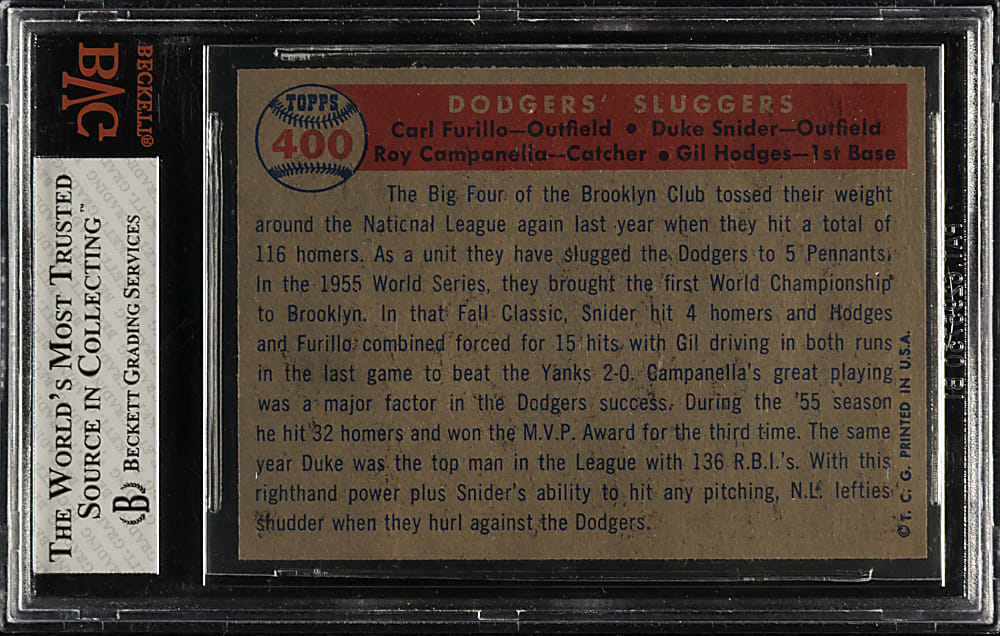 BECKETT®
BVG
THE WORLD'S MOST TRUSTED
SOURCE IN COLLECTING™
BECKETT GRADING SERVICES
TOPPS
400
DODGERS' SLUGGERS
Carl Furillo—Outfield • Duke Snider—Outfield
Roy Campanella—Catcher • Gil Hodges—1st Base
The Big Four of the Brooklyn Club tossed their weight
around the National League again last year when they hit a total of
116 homers. As a unit they have slugged the Dodgers to 5 Pennants.
In the 1955 World Series, they brought the first World Championship
to Brooklyn. In that Fall Classic, Snider hit 4 homers and Hodges
and Furillo combined forced for 15 hits with Gil driving in both runs
in the last game to beat the Yanks 2-0. Campanella's great playing
was a major factor in the Dodgers success. During the '55 season
he hit 32 homers and won the M.V.P. Award for the third time. The same
year Duke was the top man in the League with 136 R.B.I.'s. With this
righthand power plus Snider's ability to hit any pitching, N.L. lefties
shudder when they hurl against the Dodgers.
© T. C. G. PRINTED IN U.S.A.